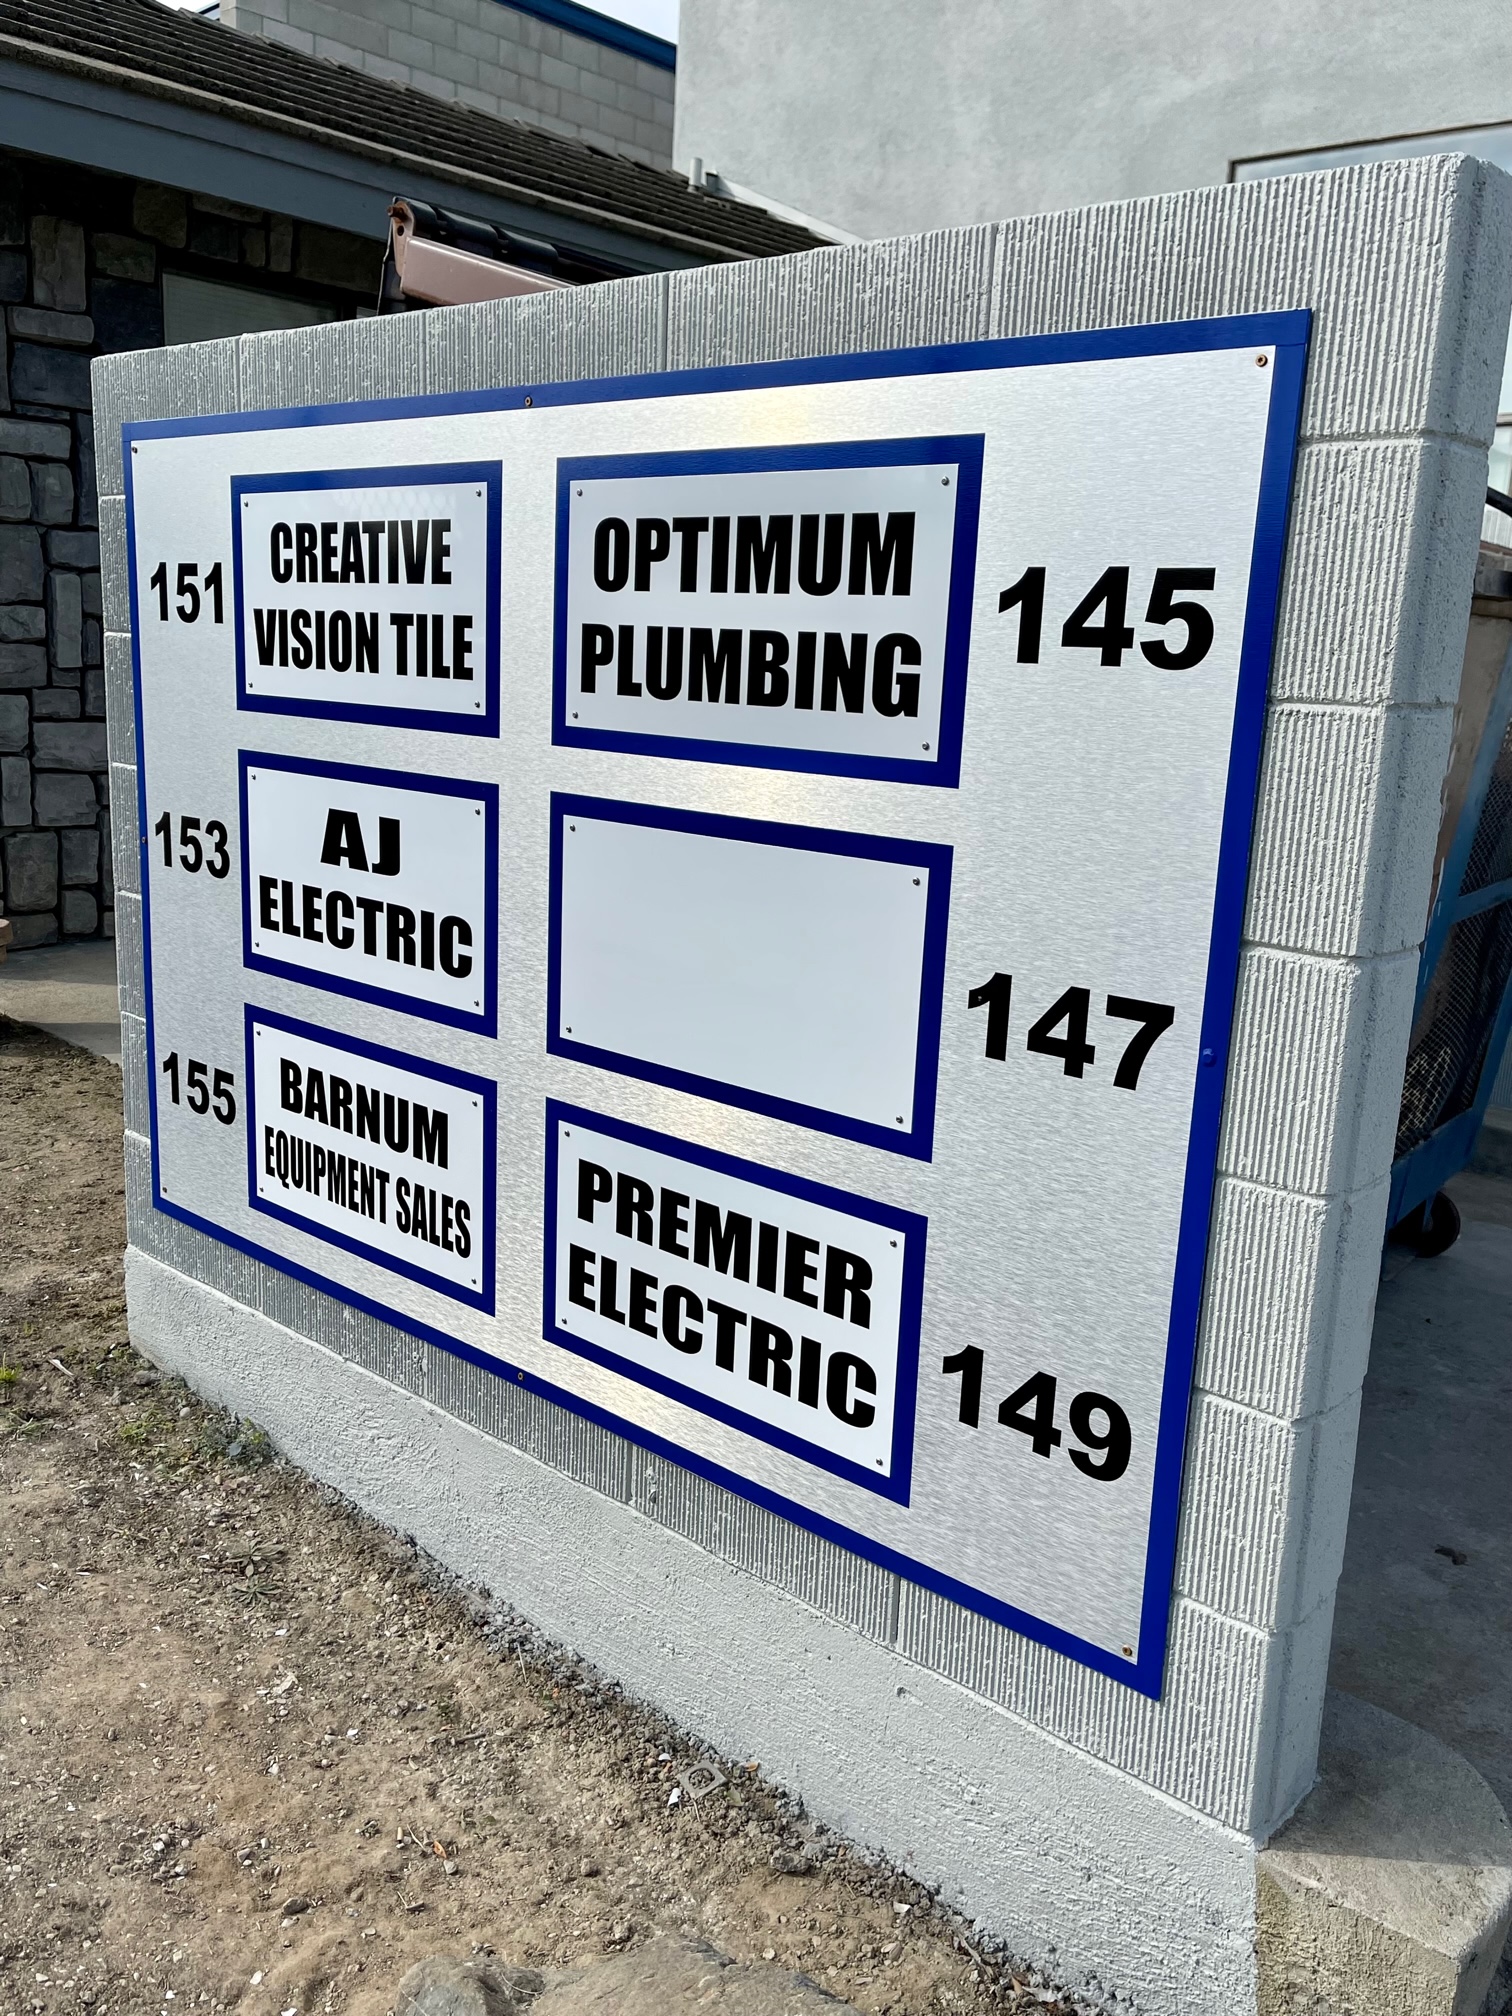 151
CREATIVE
VISION TILE
OPTIMUM
PLUMBING
145
153
AJ
ELECTRIC
147
155
BARNUM
EQUIPMENT SALES
PREMIER
ELECTRIC
149